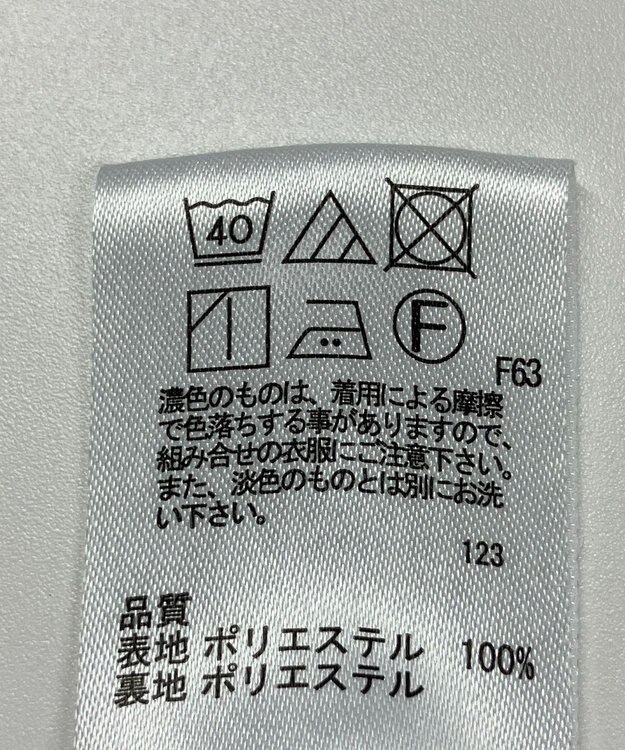 40
F
F63
濃色のものは、着用による摩擦
で色落ちする事がありますので、
組み合せの衣服にご注意下さい。
また、淡色のものとは別にお洗
い下さい。
123
品質
表地 ポリエステル 100%
裏地 ポリエステル